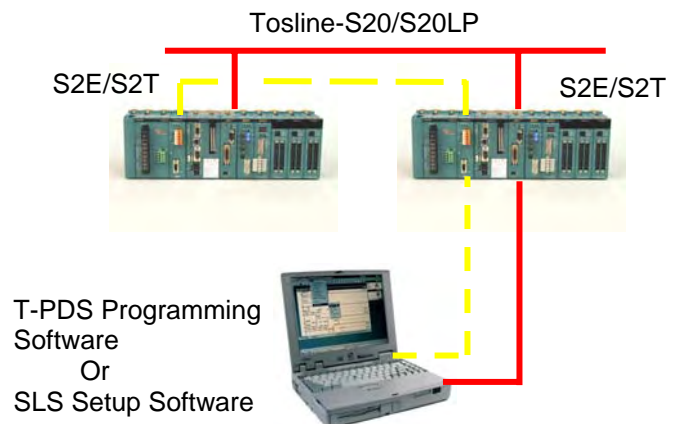 Tosline-S20/S20LP
S2E/S2T
S2E/S2T
T-PDS Programming
Software
Or
SLS Setup Software